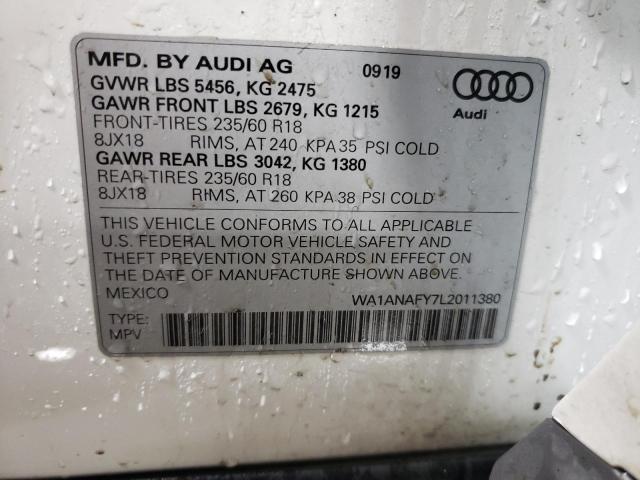 MFD. BY AUDI AG 0919
GVWR LBS 5456, KG 2475
GAWR FRONT LBS 2679, KG 1215
FRONT-TIRES 235/60 R18
8JX18 RIMS, AT 240 KPA 35 PSI COLD
GAWR REAR LBS 3042, KG 1380
REAR-TIRES 235/60 R18
8JX18 RIMS, AT 260 KPA 38 PSI COLD
Audi
THIS VEHICLE CONFORMS TO ALL APPLICABLE
U.S. FEDERAL MOTOR VEHICLE SAFETY AND
THEFT PREVENTION STANDARDS IN EFFECT ON
THE DATE OF MANUFACTURE SHOWN ABOVE.
MEXICO WA1ANAFY7L2011380
TYPE:
MPV